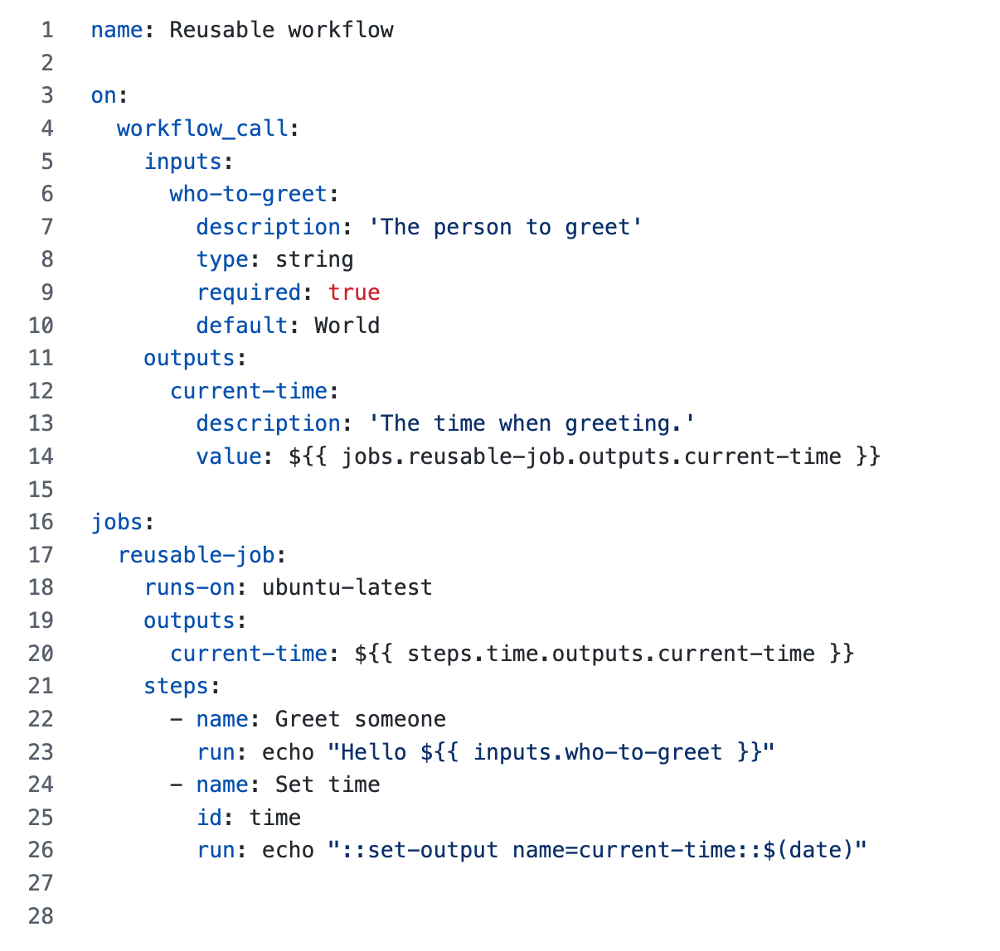 1 name: Reusable workflow
2
3 on:
4   workflow_call:
5     inputs:
6       who-to-greet:
7         description: 'The person to greet'
8         type: string
9         required: true
10         default: World
11     outputs:
12       current-time:
13         description: 'The time when greeting.'
14         value: ${{ jobs.reusable-job.outputs.current-time }}
15
16 jobs:
17   reusable-job:
18     runs-on: ubuntu-latest
19     outputs:
20       current-time: ${{ steps.time.outputs.current-time }}
21     steps:
22       - name: Greet someone
23         run: echo "Hello ${{ inputs.who-to-greet }}"
24       - name: Set time
25         id: time
26         run: echo "::set-output name=current-time::$(date)"
27
28